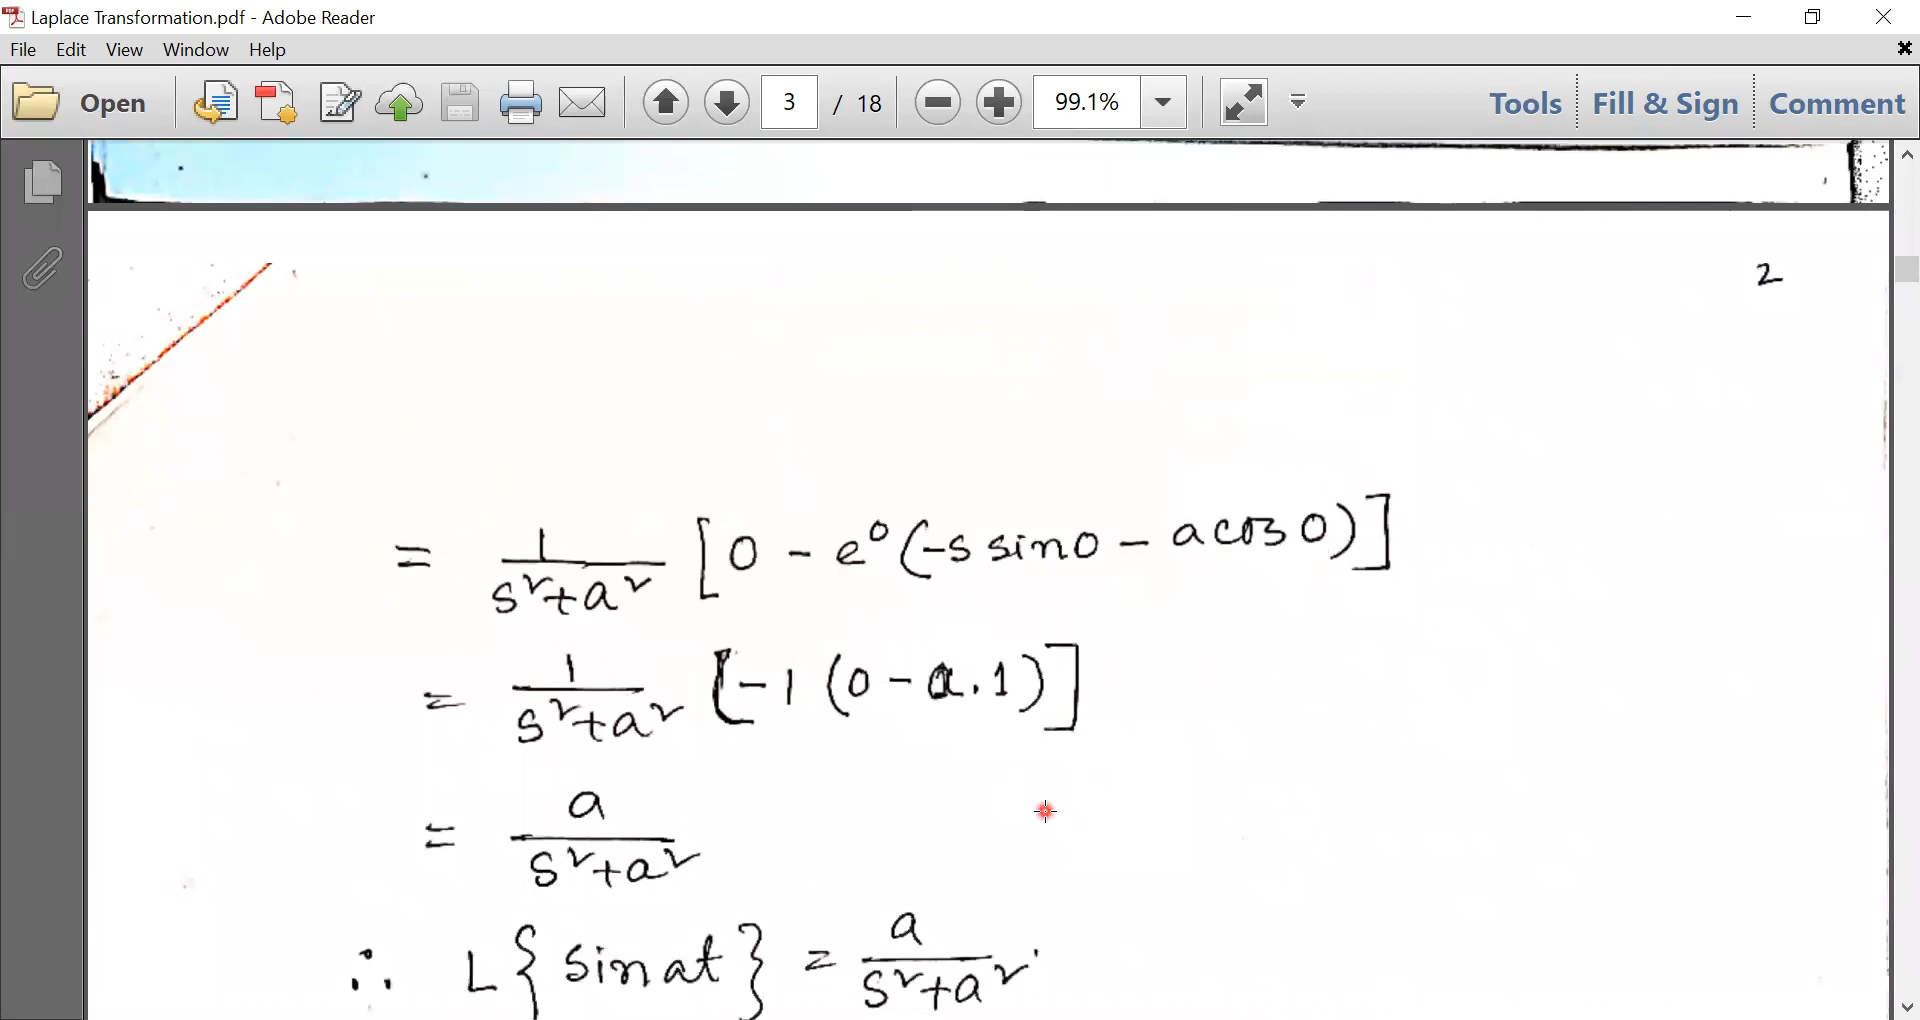 Laplace Transformation.pdf - Adobe Reader
File Edit View Window Help
Open 3 / 18 99.1% Tools Fill & Sign Comment
2
= 1/(s²+a²) [0 - e⁰(-s sin0 - a cos 0)]
= 1/(s²+a²) [-1 (0 - a.1)]
= a/(s²+a²)
∴ L{sin at} = a/(s²+a²).